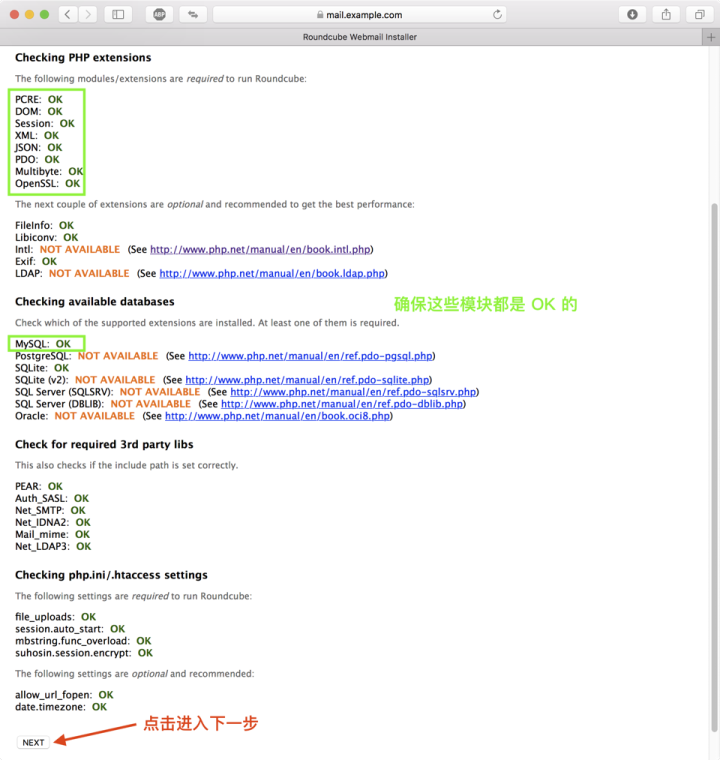 ABP
mail.example.com
Roundcube Webmail Installer
Checking PHP extensions
The following modules/extensions are required to run Roundcube:
PCRE: OK
DOM: OK
Session: OK
XML: OK
JSON: OK
PDO: OK
Multibyte: OK
OpenSSL: OK
The next couple of extensions are optional and recommended to get the best performance:
FileInfo: OK
Libiconv: OK
Intl: NOT AVAILABLE (See http://www.php.net/manual/en/book.intl.php)
Exif: OK
LDAP: NOT AVAILABLE (See http://www.php.net/manual/en/book.ldap.php)
Checking available databases
确保这些模块都是 OK 的
Check which of the supported extensions are installed. At least one of them is required.
MySQL: OK
PostgreSQL: NOT AVAILABLE (See http://www.php.net/manual/en/ref.pdo-pgsql.php)
SQLite: OK
SQLite (v2): NOT AVAILABLE (See http://www.php.net/manual/en/ref.pdo-sqlite.php)
SQL Server (SQLSRV): NOT AVAILABLE (See http://www.php.net/manual/en/ref.pdo-sqlsrv.php)
SQL Server (DBLIB): NOT AVAILABLE (See http://www.php.net/manual/en/ref.pdo-dblib.php)
Oracle: NOT AVAILABLE (See http://www.php.net/manual/en/book.oci8.php)
Check for required 3rd party libs
This also checks if the include path is set correctly.
PEAR: OK
Auth_SASL: OK
Net_SMTP: OK
Net_IDNA2: OK
Mail_mime: OK
Net_LDAP3: OK
Checking php.ini/.htaccess settings
The following settings are required to run Roundcube:
file_uploads: OK
session.auto_start: OK
mbstring.func_overload: OK
suhosin.session.encrypt: OK
The following settings are optional and recommended:
allow_url_fopen: OK
date.timezone: OK
点击进入下一步
NEXT